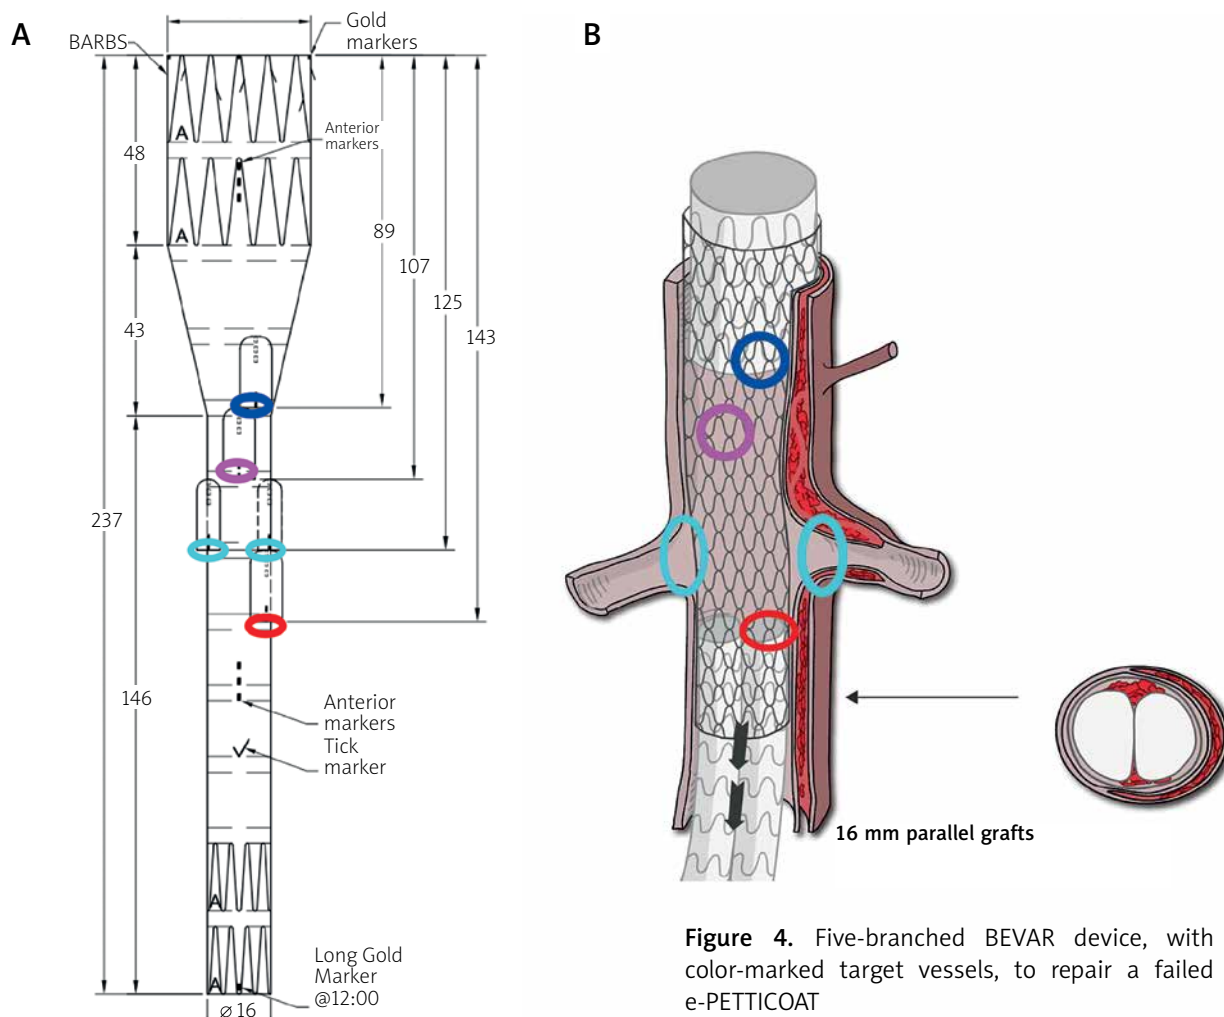 A
BARBS
Gold
markers
Anterior
markers
A
48
A
89
107
125
143
43
237
146
Anterior
markers
Tick
marker
A
A
Long Gold
Marker
@12:00
⌀ 16
B
16 mm parallel grafts
Figure 4. Five-branched BEVAR device, with
color-marked target vessels, to repair a failed
e-PETTICOAT